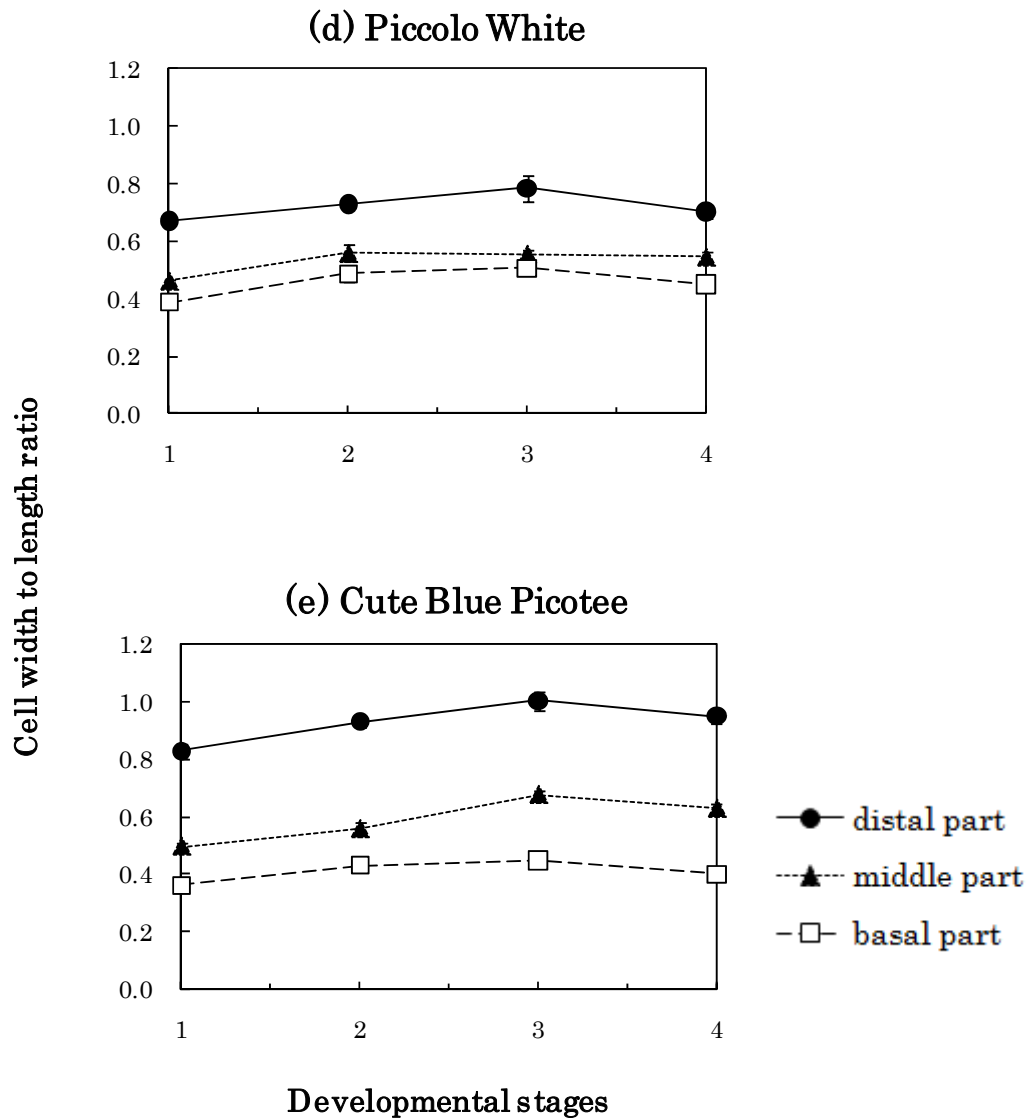 (d) Piccolo White
1.2
1.0
0.8
0.6
0.4
0.2
0.0
1 2 3 4
Cell width to length ratio
(e) Cute Blue Picotee
1.2
1.0
0.8
0.6
0.4
0.2
0.0
1 2 3 4
distal part
middle part
basal part
Developmental stages